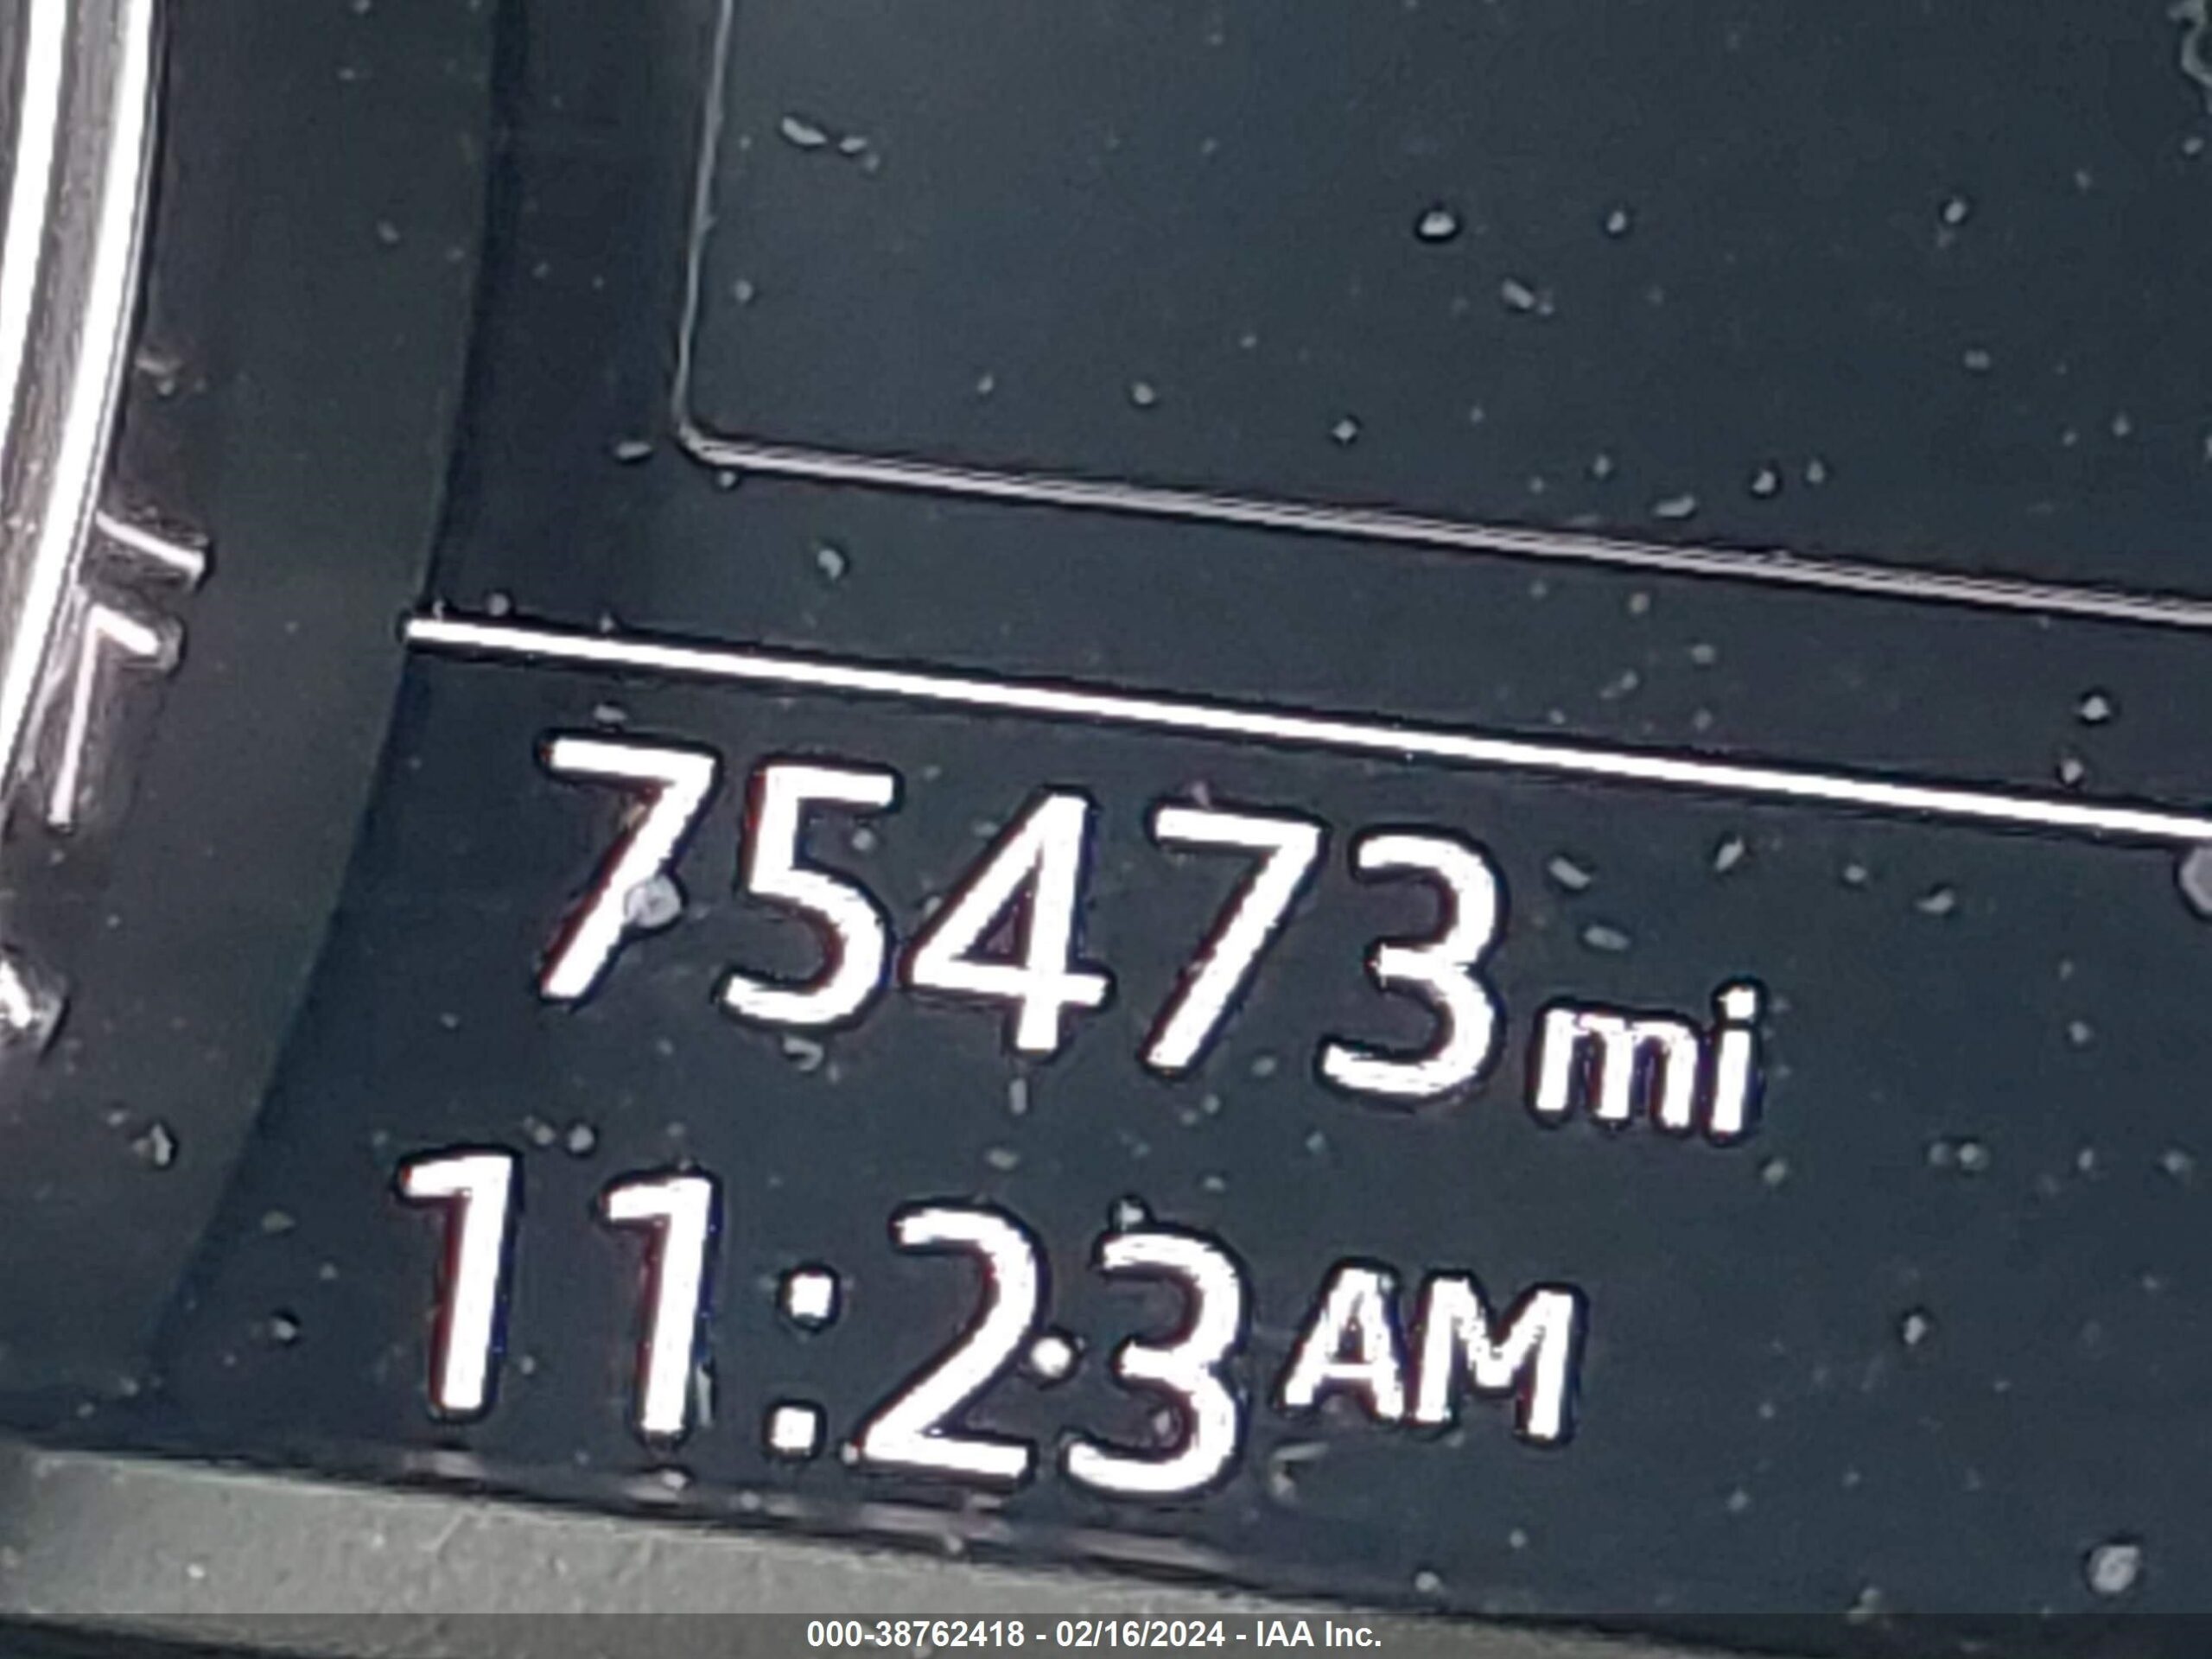 75473mi
11:23AM
000-38762418 - 02/16/2024 - IAA Inc.